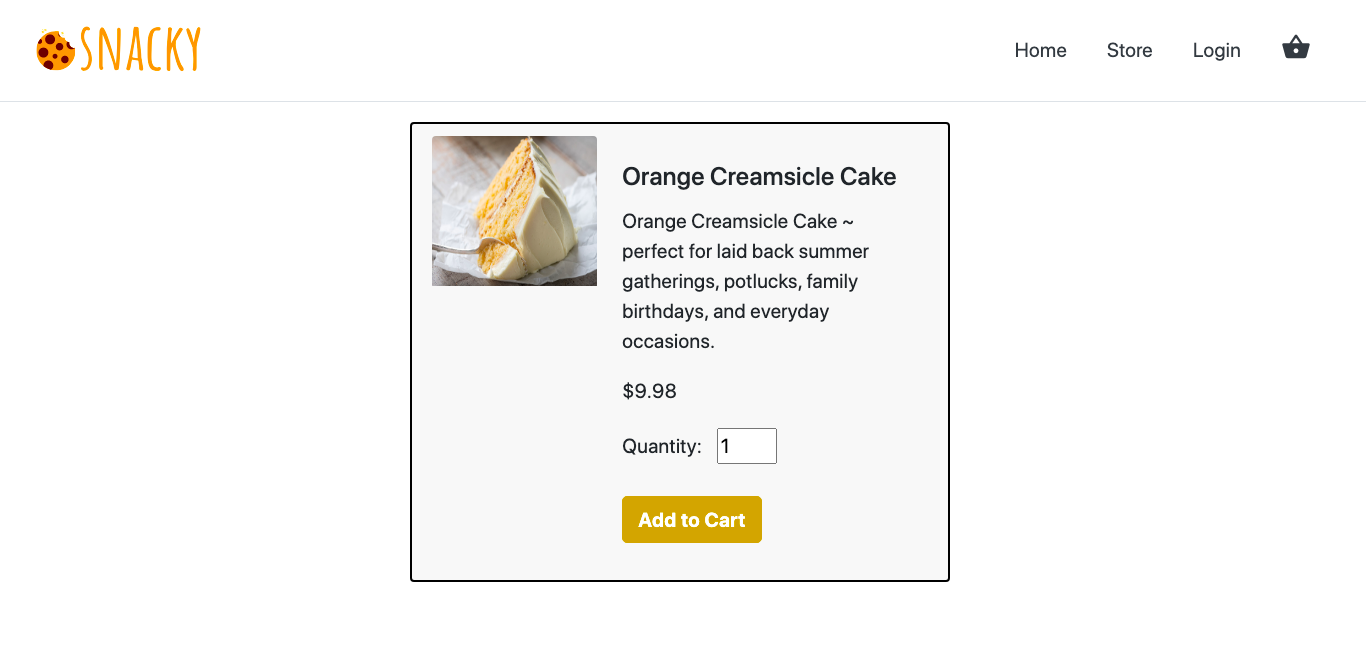 SNACKY
Home Store Login
Orange Creamsicle Cake
Orange Creamsicle Cake ~
perfect for laid back summer
gatherings, potlucks, family
birthdays, and everyday
occasions.
$9.98
Quantity: 1
Add to Cart